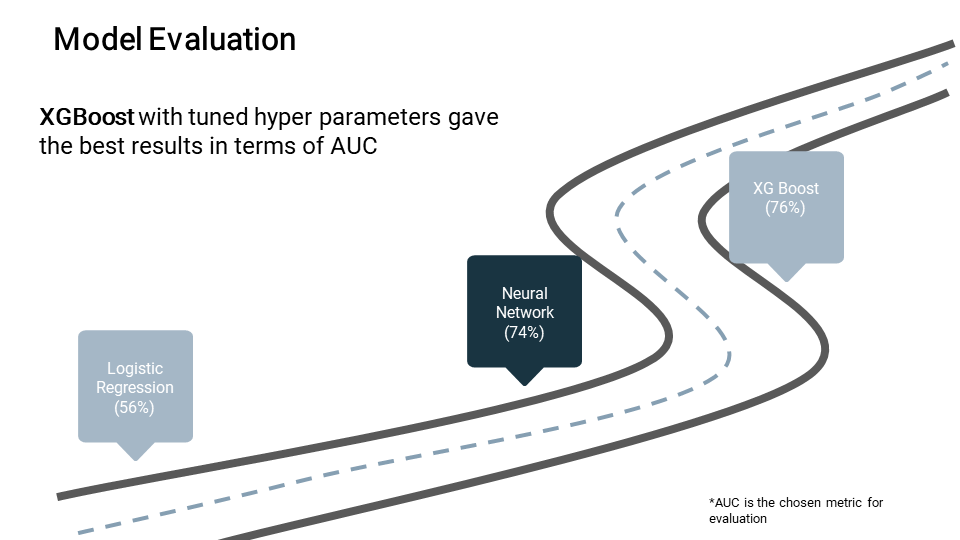 Model Evaluation
XGBoost with tuned hyper parameters gave
the best results in terms of AUC
XG Boost
(76%)
Neural
Network
(74%)
Logistic
Regression
(56%)
*AUC is the chosen metric for
evaluation